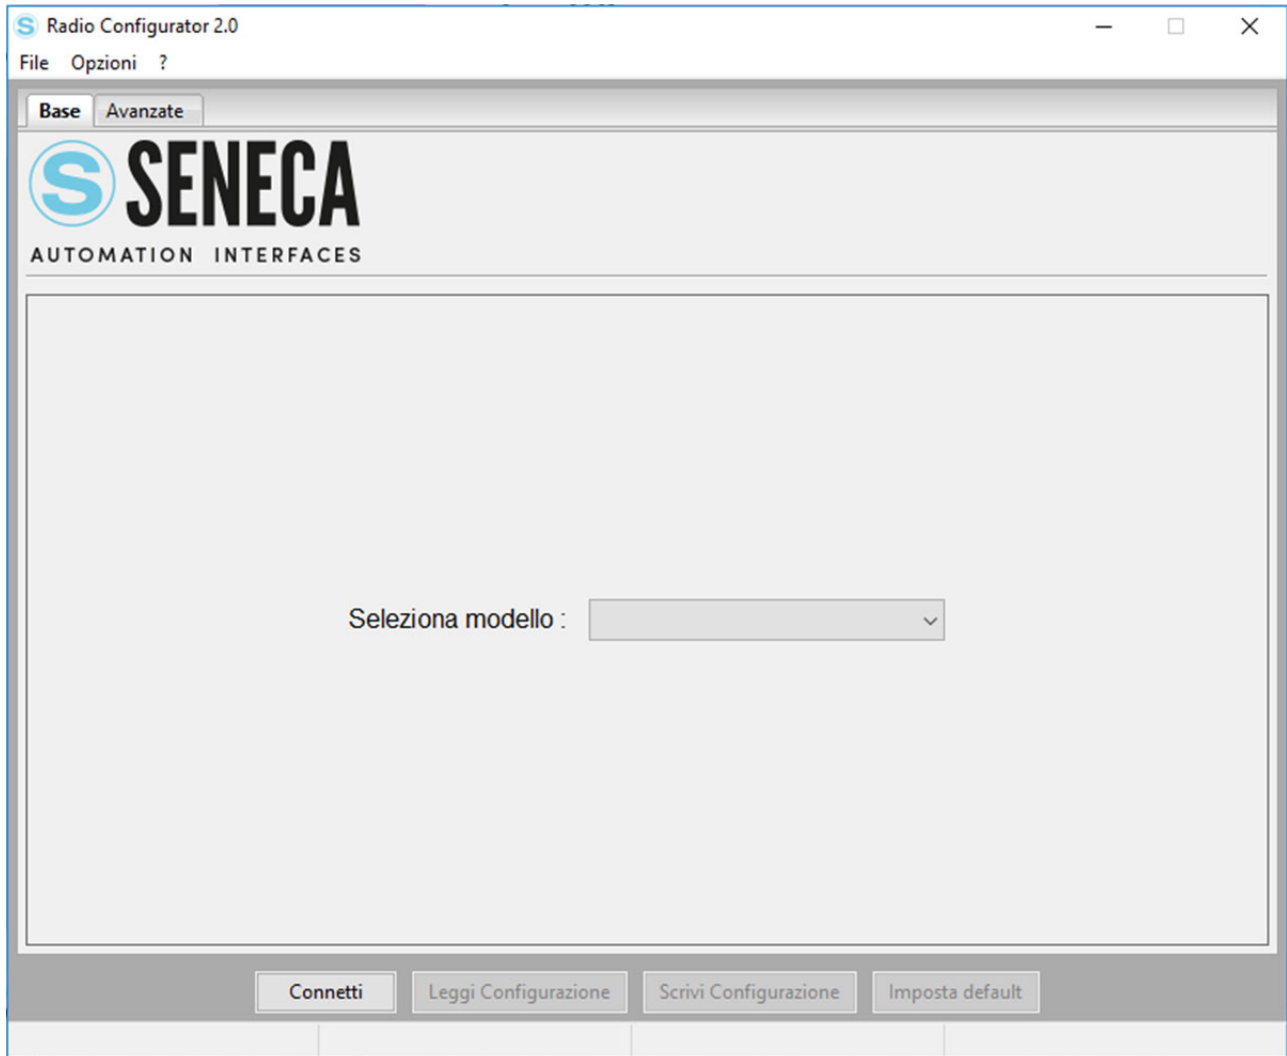 Radio Configurator 2.0
File Opzioni ?
Base Avanzate
S SENECA
AUTOMATION INTERFACES
Seleziona modello :
Connetti Leggi Configurazione Scrivi Configurazione Imposta default